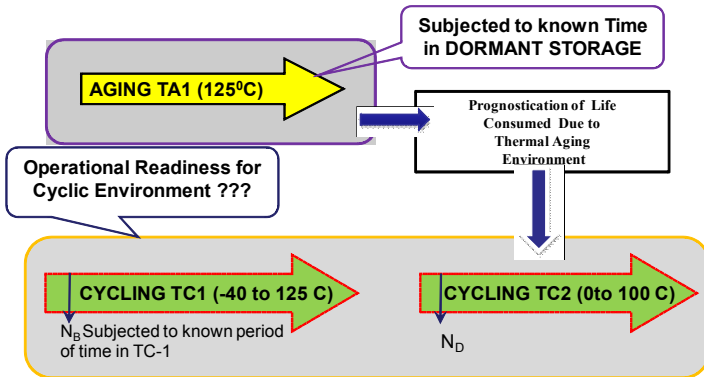 Subjected to known Time
in DORMANT STORAGE
AGING TA1 (125⁰C)
Prognostication of Life
Consumed Due to
Thermal Aging
Environment
Operational Readiness for
Cyclic Environment ???
CYCLING TC1 (-40 to 125 C)
N_B Subjected to known period
of time in TC-1
CYCLING TC2 (0to 100 C)
N_D